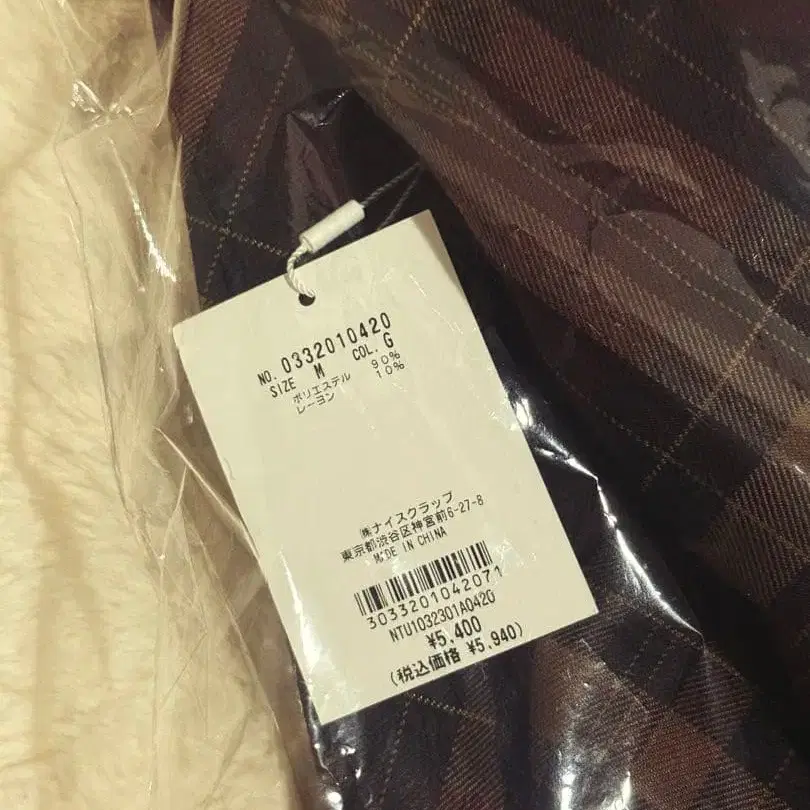 NO. 0332010420
SIZE M COL. G
ポリエステル 90%
レーヨン 10%
㈱ナイスクラップ
東京都渋谷区神宮前6-27-8
MADE IN CHINA
3033201042071
NTU1032301A0420
¥5,400
(税込価格 ¥5,940)